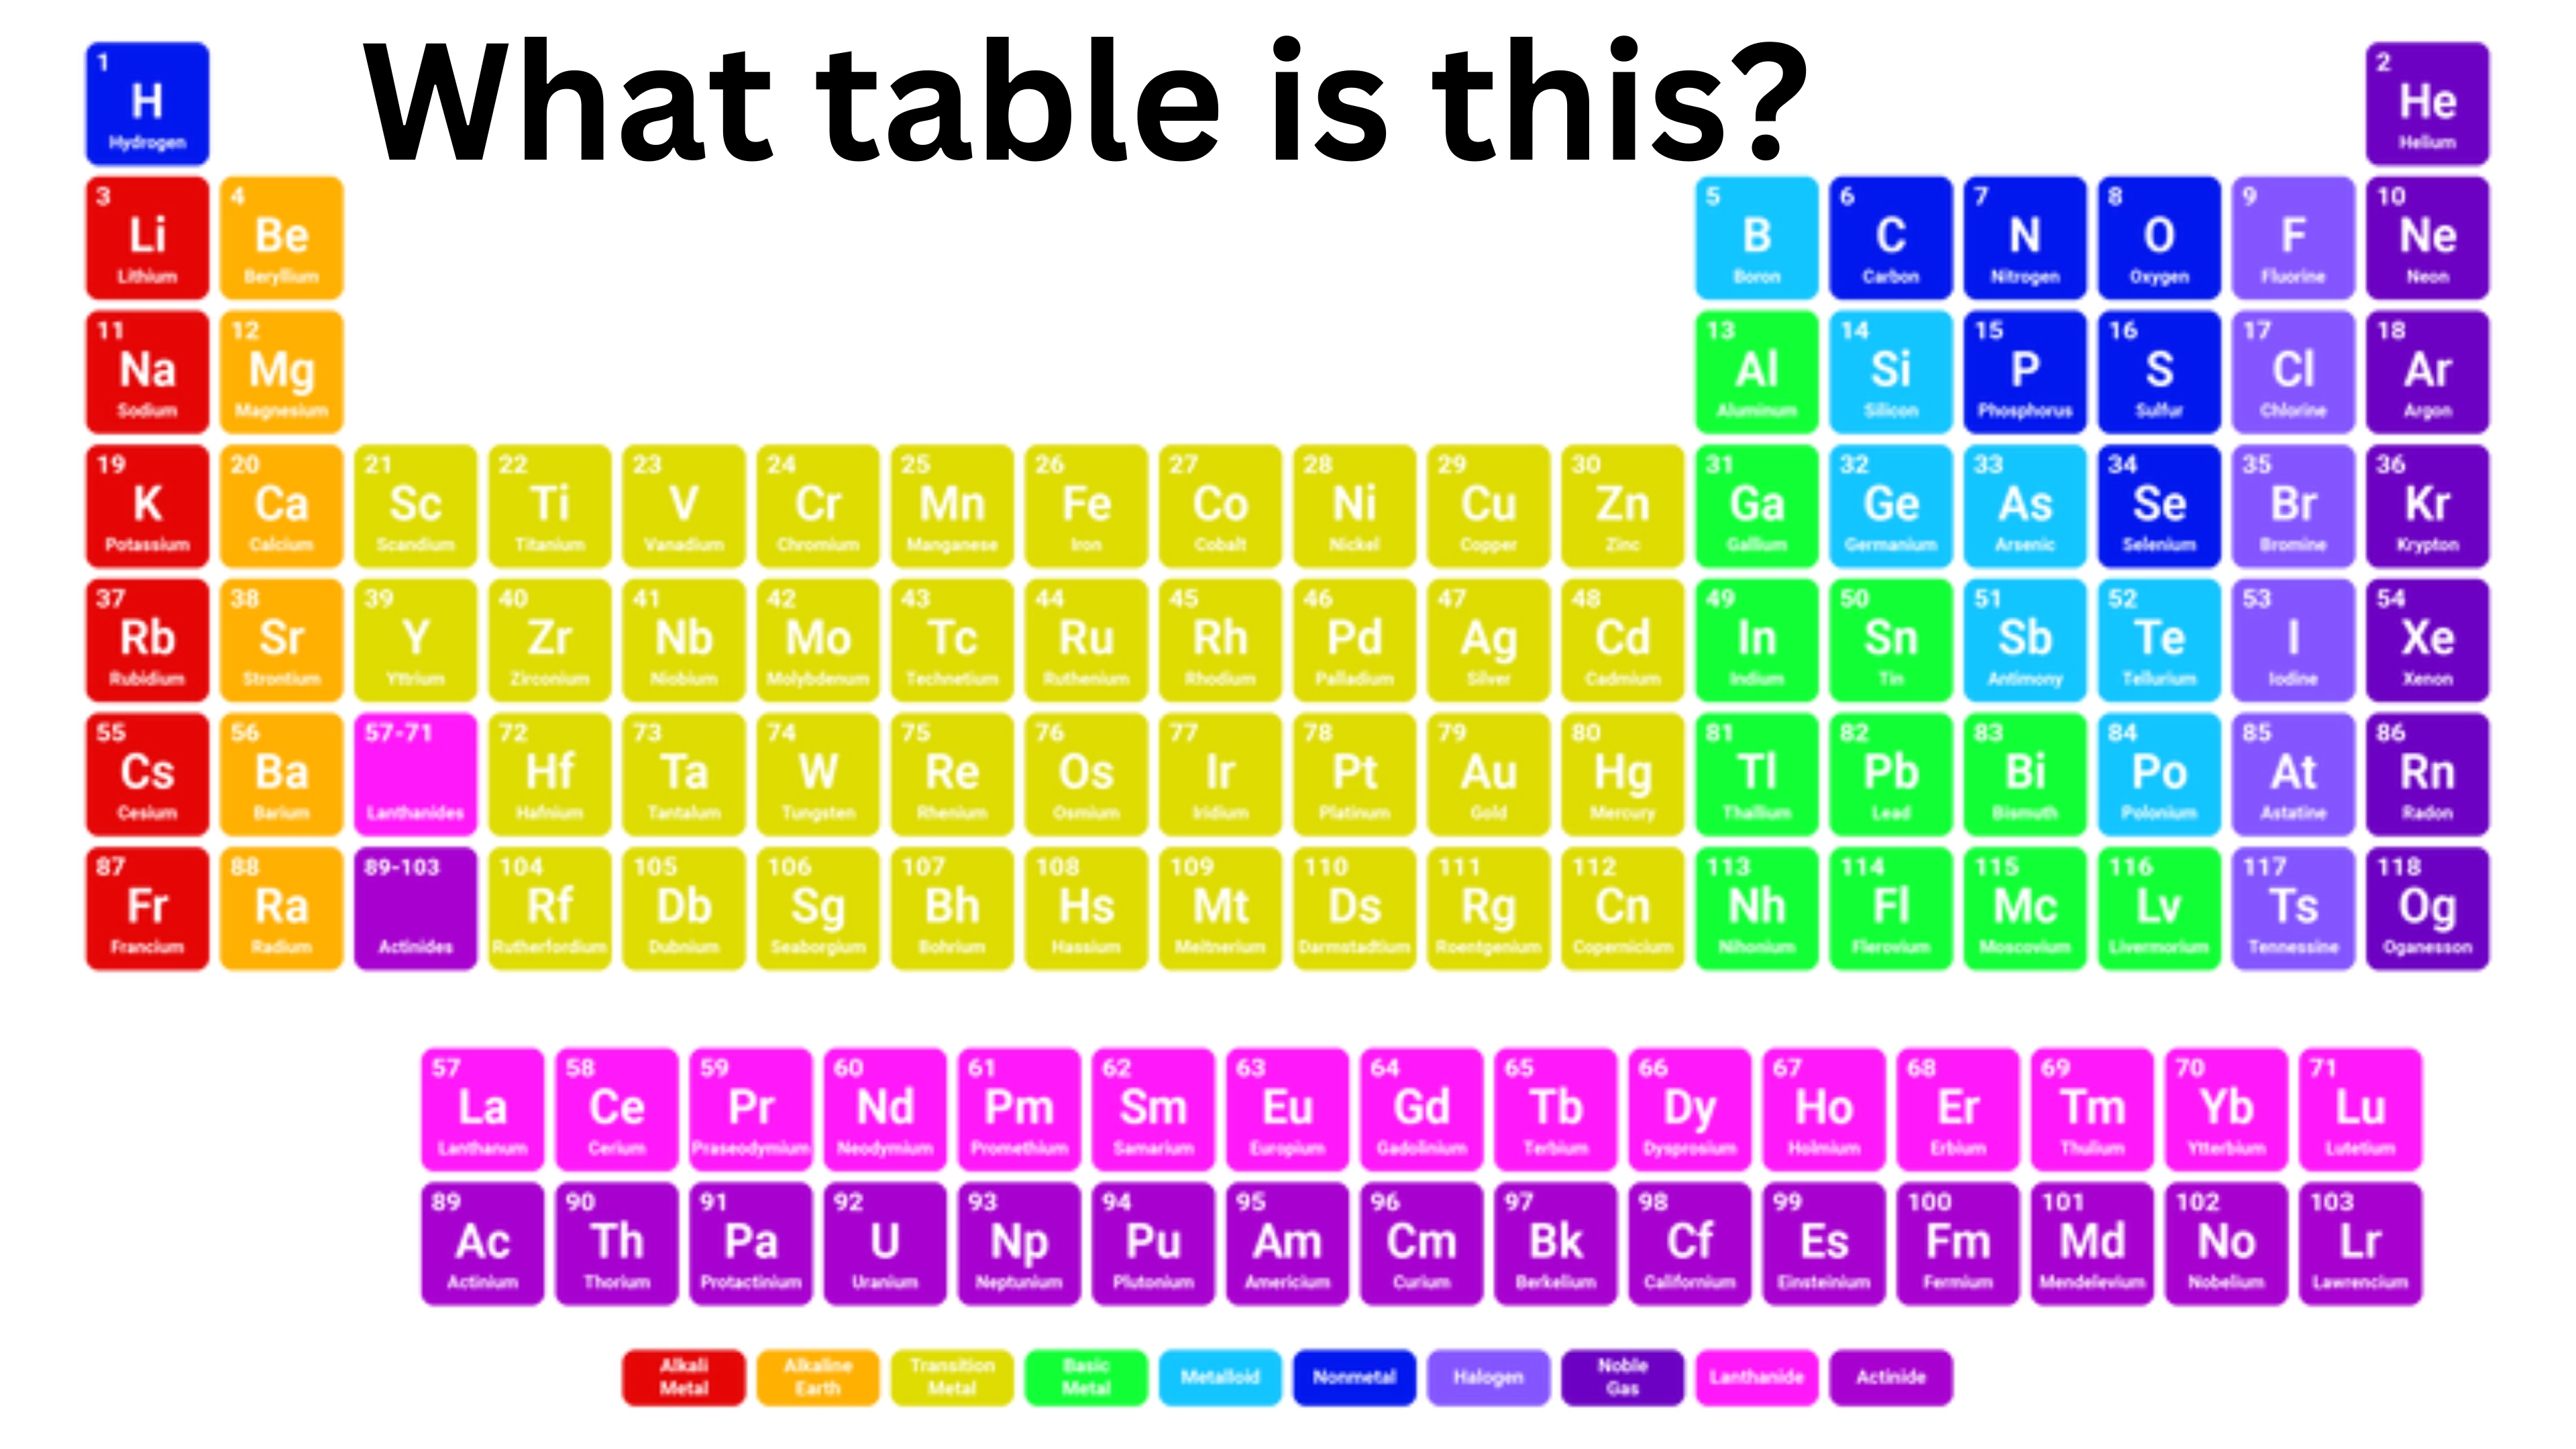 What table is this?
1 2
H He
Hydrogen Helium
3 4 5 6 7 8 9 10
Li Be B C N O F Ne
Lithium Beryllium Boron Carbon Nitrogen Oxygen Fluorine Neon
11 12 13 14 15 16 17 18
Na Mg Al Si P S Cl Ar
Sodium Magnesium Aluminum Silicon Phosphorus Sulfur Chlorine Argon
19 20 21 22 23 24 25 26 27 28 29 30 31 32 33 34 35 36
K Ca Sc Ti V Cr Mn Fe Co Ni Cu Zn Ga Ge As Se Br Kr
Potassium Calcium Scandium Titanium Vanadium Chromium Manganese Iron Cobalt Nickel Copper Zinc Gallium Germanium Arsenic Selenium Bromine Krypton
37 38 39 40 41 42 43 44 45 46 47 48 49 50 51 52 53 54
Rb Sr Y Zr Nb Mo Tc Ru Rh Pd Ag Cd In Sn Sb Te I Xe
Rubidium Strontium Yttrium Zirconium Niobium Molybdenum Technetium Ruthenium Rhodium Palladium Silver Cadmium Indium Tin Antimony Tellurium Iodine Xenon
55 56 57-71 72 73 74 75 76 77 78 79 80 81 82 83 84 85 86
Cs Ba Hf Ta W Re Os Ir Pt Au Hg Tl Pb Bi Po At Rn
Cesium Barium Lanthanides Hafnium Tantalum Tungsten Rhenium Osmium Iridium Platinum Gold Mercury Thallium Lead Bismuth Polonium Astatine Radon
87 88 89-103 104 105 106 107 108 109 110 111 112 113 114 115 116 117 118
Fr Ra Rf Db Sg Bh Hs Mt Ds Rg Cn Nh Fl Mc Lv Ts Og
Francium Radium Actinides Rutherfordium Dubnium Seaborgium Bohrium Hassium Meitnerium Darmstadtium Roentgenium Copernicium Nihonium Flerovium Moscovium Livermorium Tennessine Oganesson
57 58 59 60 61 62 63 64 65 66 67 68 69 70 71
La Ce Pr Nd Pm Sm Eu Gd Tb Dy Ho Er Tm Yb Lu
Lanthanum Cerium Praseodymium Neodymium Promethium Samarium Europium Gadolinium Terbium Dysprosium Holmium Erbium Thulium Ytterbium Lutetium
89 90 91 92 93 94 95 96 97 98 99 100 101 102 103
Ac Th Pa U Np Pu Am Cm Bk Cf Es Fm Md No Lr
Actinium Thorium Protactinium Uranium Neptunium Plutonium Americium Curium Berkelium Californium Einsteinium Fermium Mendelevium Nobelium Lawrencium
Alkali Alkaline Transition Basic Metalloid Nonmetal Halogen Noble Lanthanide Actinide
Metal Earth Metal Metal Gas